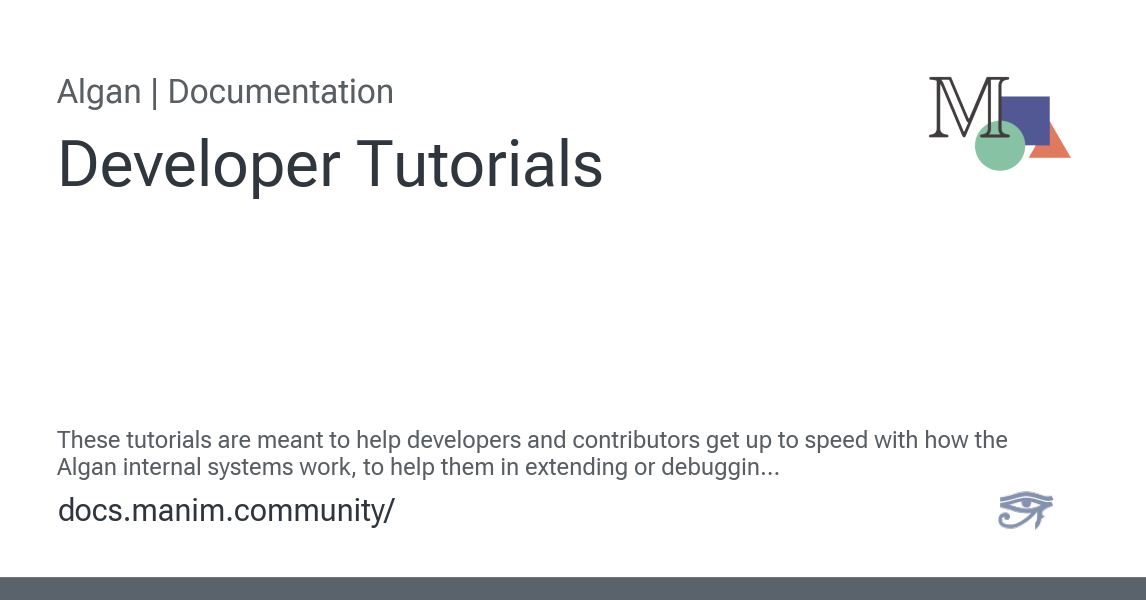 Algan | Documentation
M
Developer Tutorials
These tutorials are meant to help developers and contributors get up to speed with how the
Algan internal systems work, to help them in extending or debuggin...
docs.manim.community/